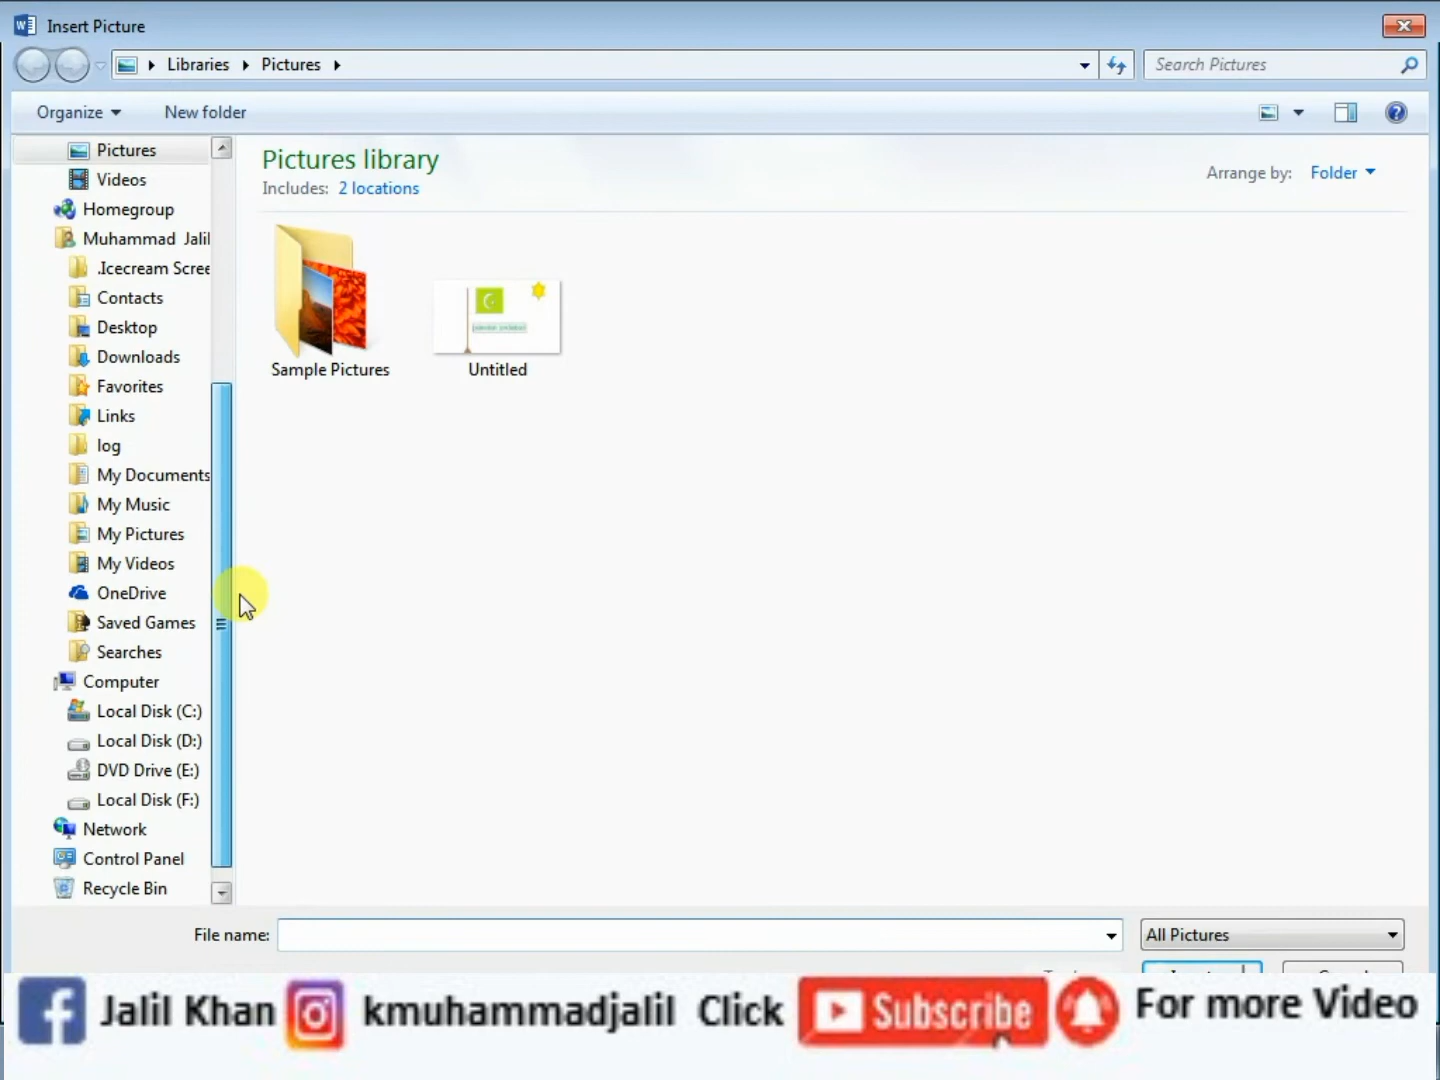 Insert Picture
Libraries Pictures
Search Pictures
Organize
New folder
Pictures
Videos
Homegroup
Muhammad Jalil
.Icecream Scree
Contacts
Desktop
Downloads
Favorites
Links
log
My Documents
My Music
My Pictures
My Videos
OneDrive
Saved Games
Searches
Computer
Local Disk (C:)
Local Disk (D:)
DVD Drive (E:)
Local Disk (F:)
Network
Control Panel
Recycle Bin
Pictures library
Includes: 2 locations
Arrange by: Folder
Sample Pictures
Untitled
File name:
All Pictures
Jalil Khan kmuhammadjalil Click Subscribe For more Video